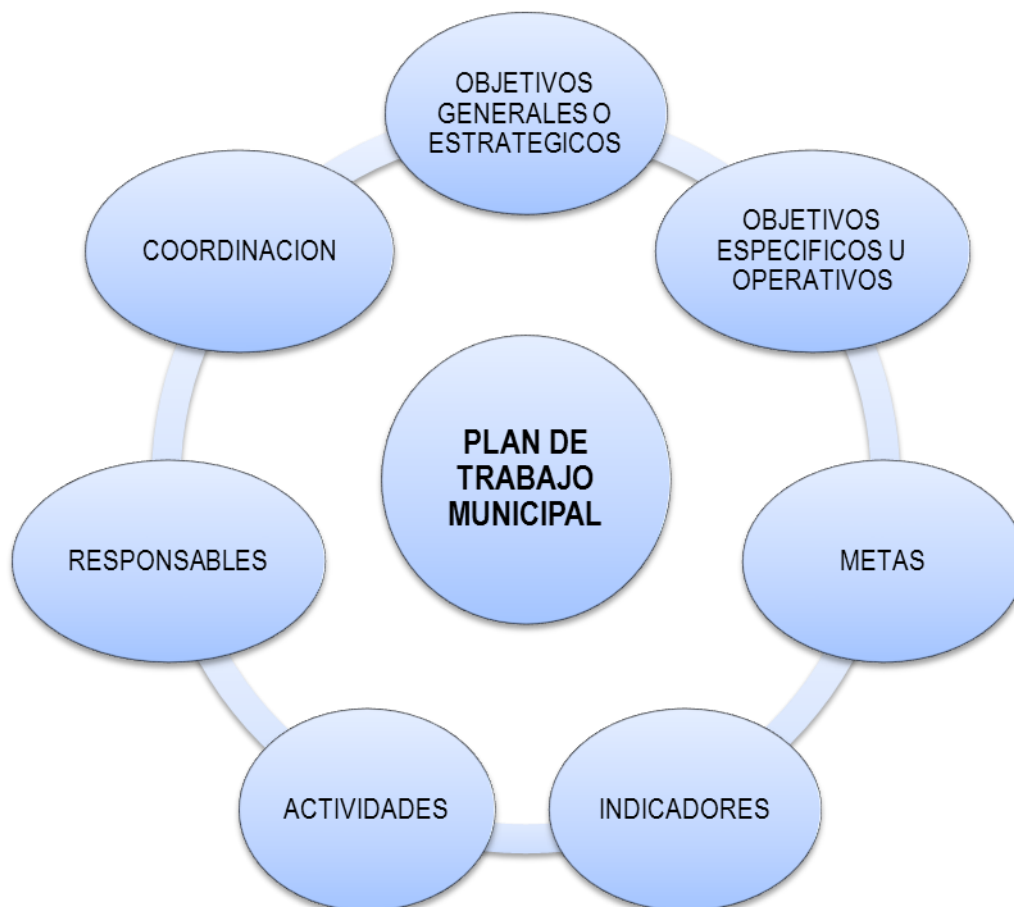 OBJETIVOS
GENERALES O
ESTRATEGICOS
OBJETIVOS
ESPECIFICOS U
OPERATIVOS
METAS
INDICADORES
ACTIVIDADES
RESPONSABLES
COORDINACION
PLAN DE
TRABAJO
MUNICIPAL